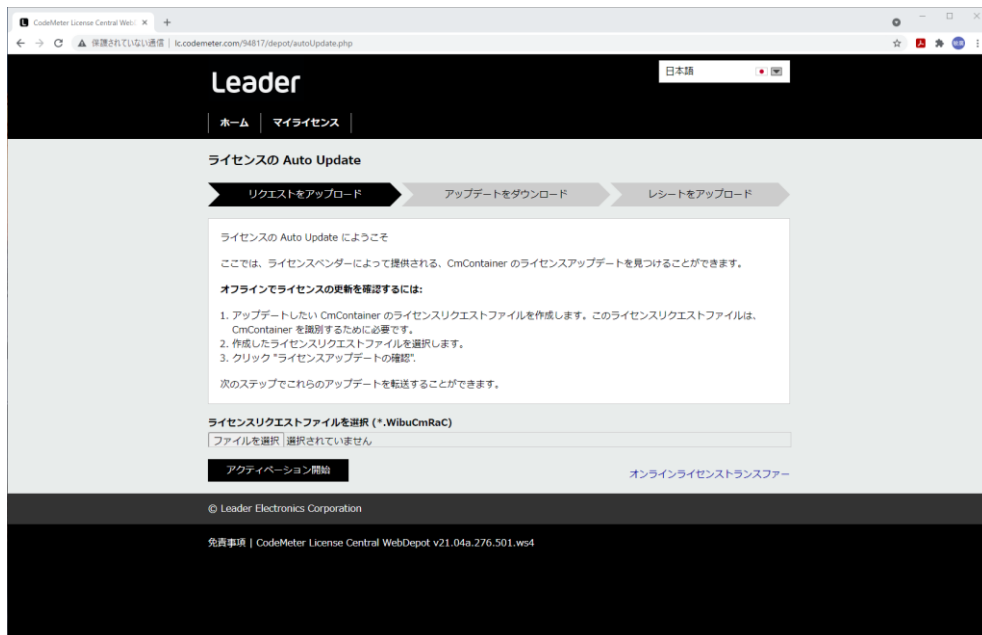 CodeMeter License Central Web
保護されていない通信 | lc.codemeter.com/94817/depot/autoUpdate.php
Leader
日本語
ホーム マイライセンス
ライセンスの Auto Update
リクエストをアップロード アップデートをダウンロード レシートをアップロード
ライセンスの Auto Update にようこそ
ここでは、ライセンスベンダーによって提供される、CmContainer のライセンスアップデートを見つけることができます。
オフラインでライセンスの更新を確認するには:
1. アップデートしたい CmContainer のライセンスリクエストファイルを作成します。このライセンスリクエストファイルは、
CmContainer を識別するために必要です。
2. 作成したライセンスリクエストファイルを選択します。
3. クリック "ライセンスアップデートの確認".
次のステップでこれらのアップデートを転送することができます。
ライセンスリクエストファイルを選択 (*.WibuCmRaC)
ファイルを選択 選択されていません
アクティベーション開始
オンラインライセンストランスファー
© Leader Electronics Corporation
免責事項 | CodeMeter License Central WebDepot v21.04a.276.501.ws4